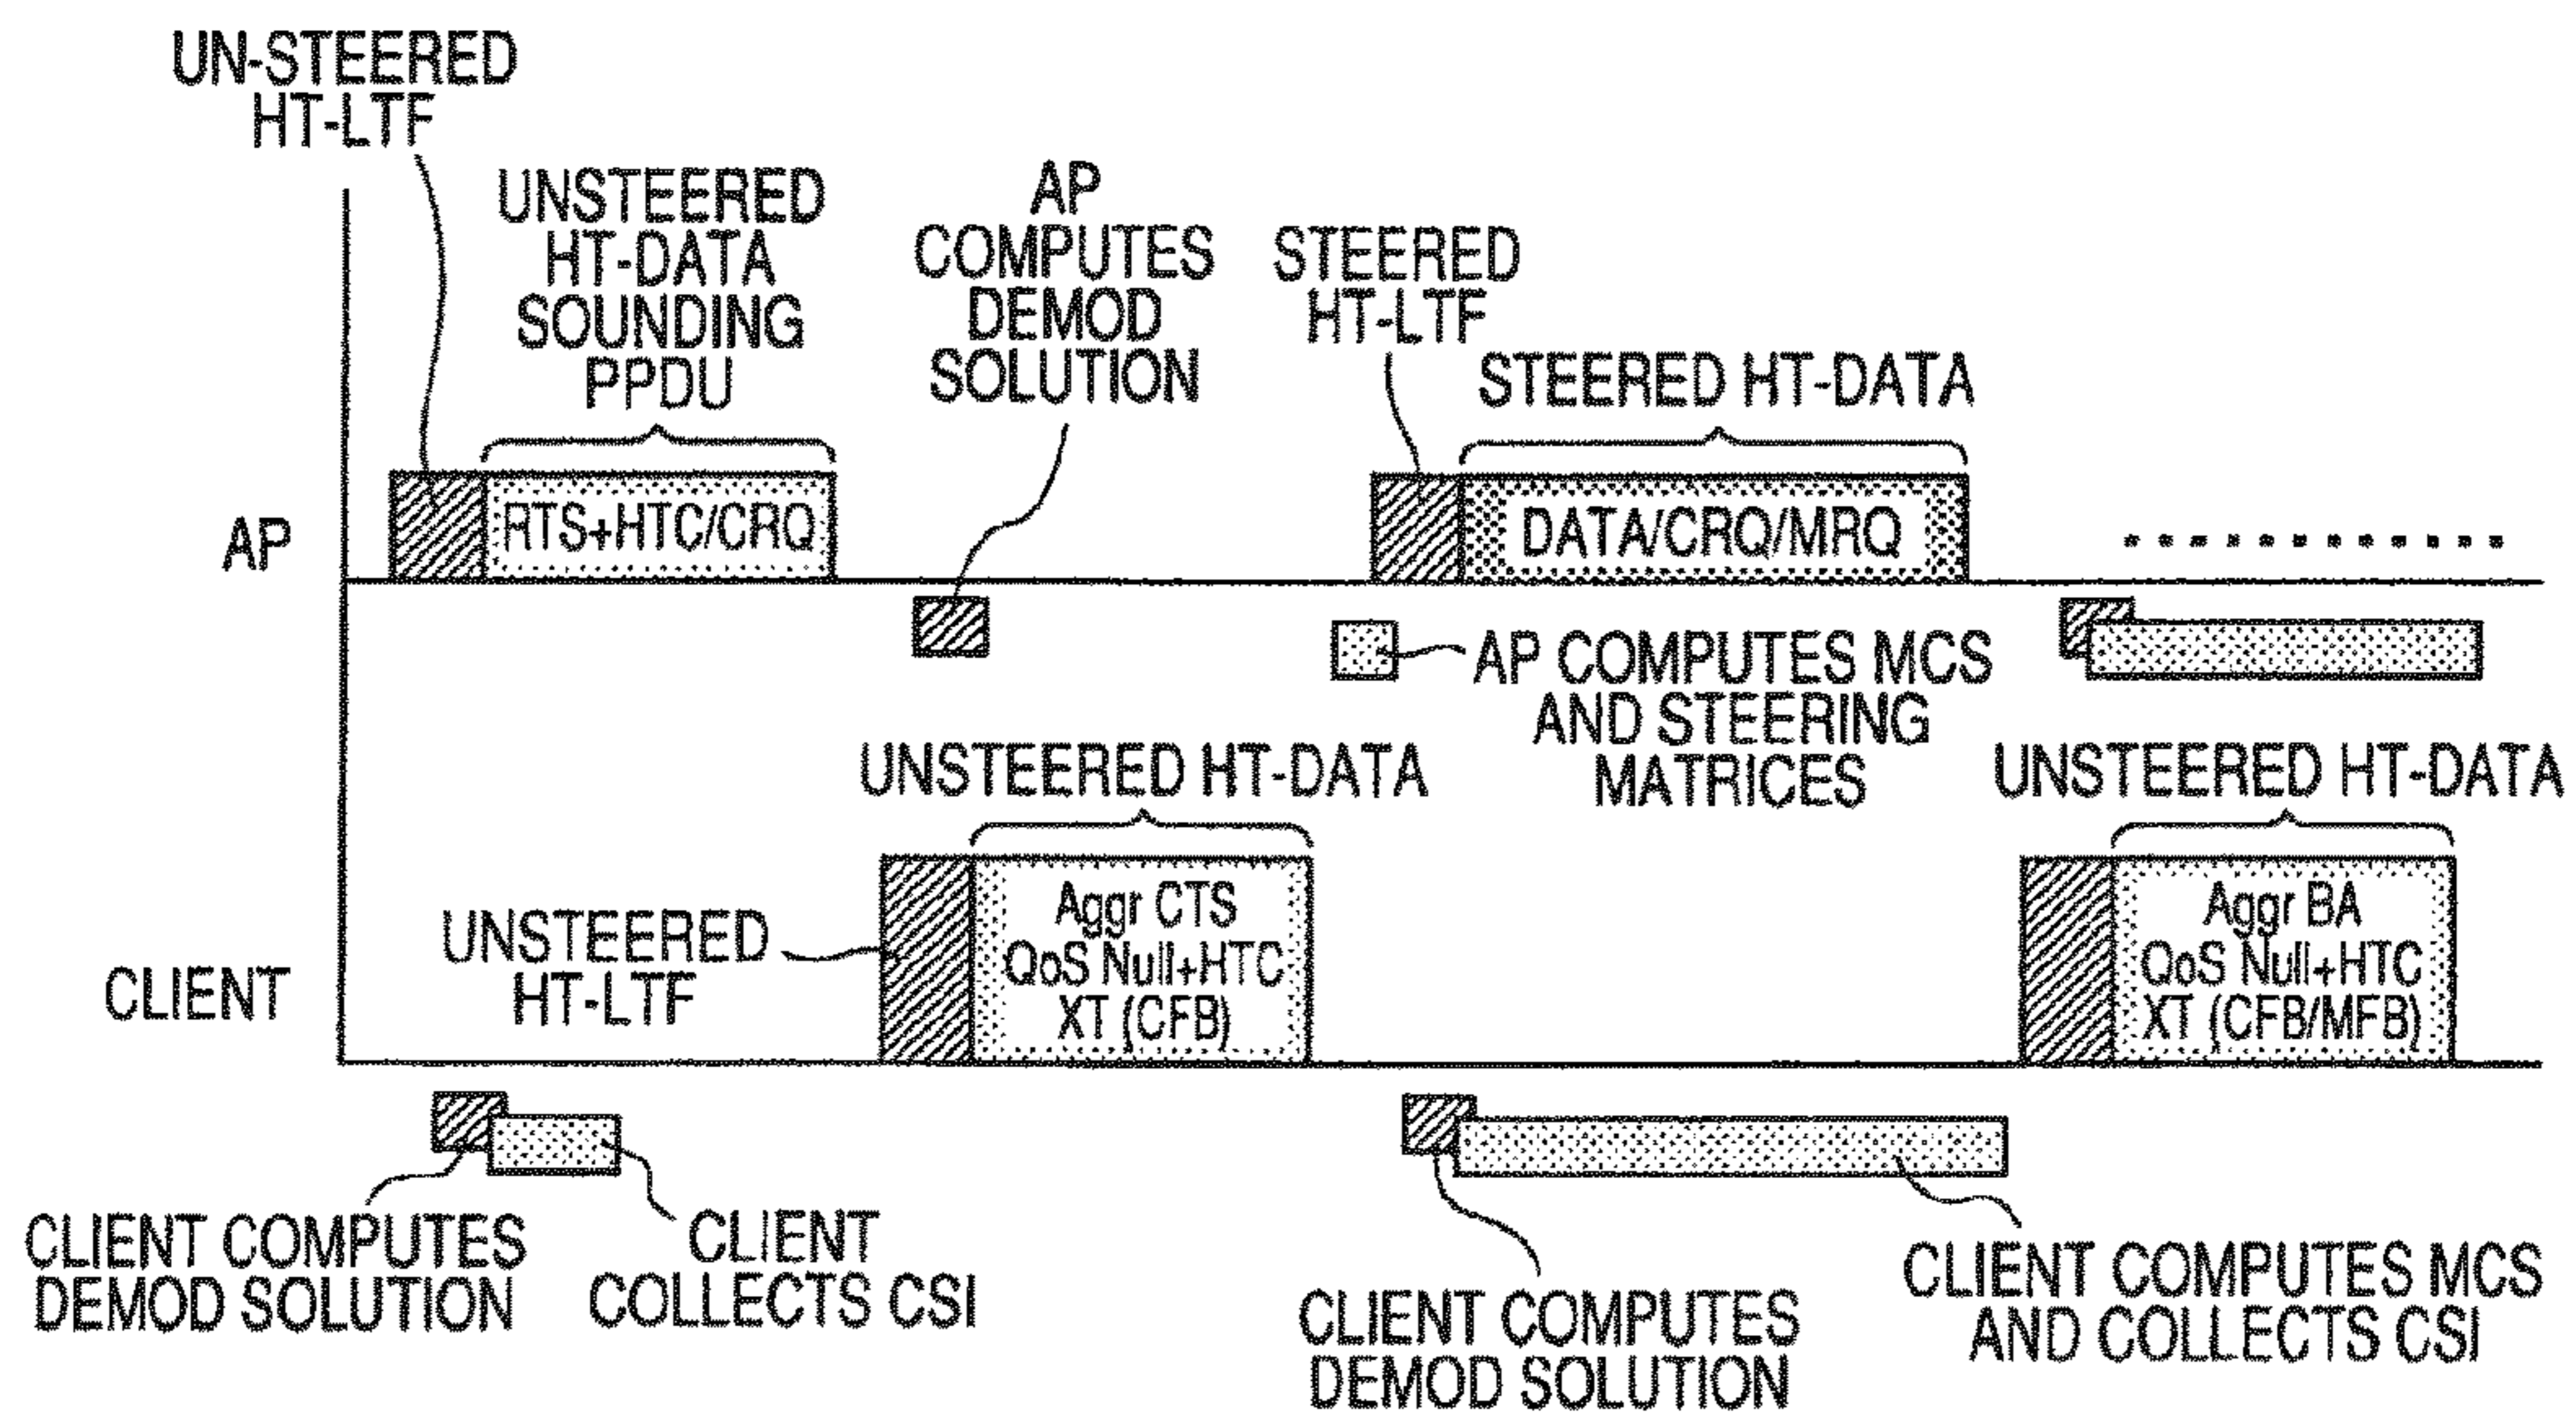 UN-STEERED
HT-LTF
UNSTEERED
HT-DATA
SOUNDING
PPDU
AP
COMPUTES
DEMOD
SOLUTION
STEERED
HT-LTF
STEERED HT-DATA
AP
RTS+HTC/CRQ
DATA/CRQ/MRQ
AP COMPUTES MCS
AND STEERING
MATRICES
UNSTEERED HT-DATA
UNSTEERED HT-DATA
CLIENT
UNSTEERED
HT-LTF
Aggr CTS
QoS Null+HTC
XT (CFB)
Aggr BA
QoS Null+HTC
XT (CFB/MFB)
CLIENT COMPUTES
DEMOD SOLUTION
CLIENT
COLLECTS CSI
CLIENT COMPUTES
DEMOD SOLUTION
CLIENT COMPUTES MCS
AND COLLECTS CSI